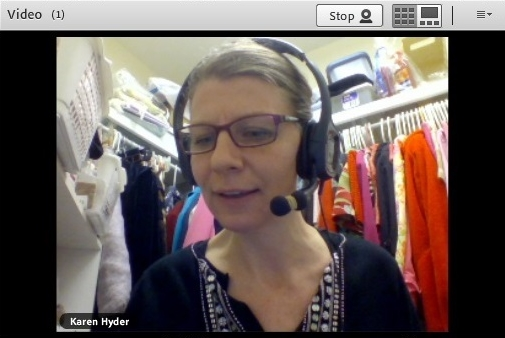 Video (1)
Stop
Karen Hyder